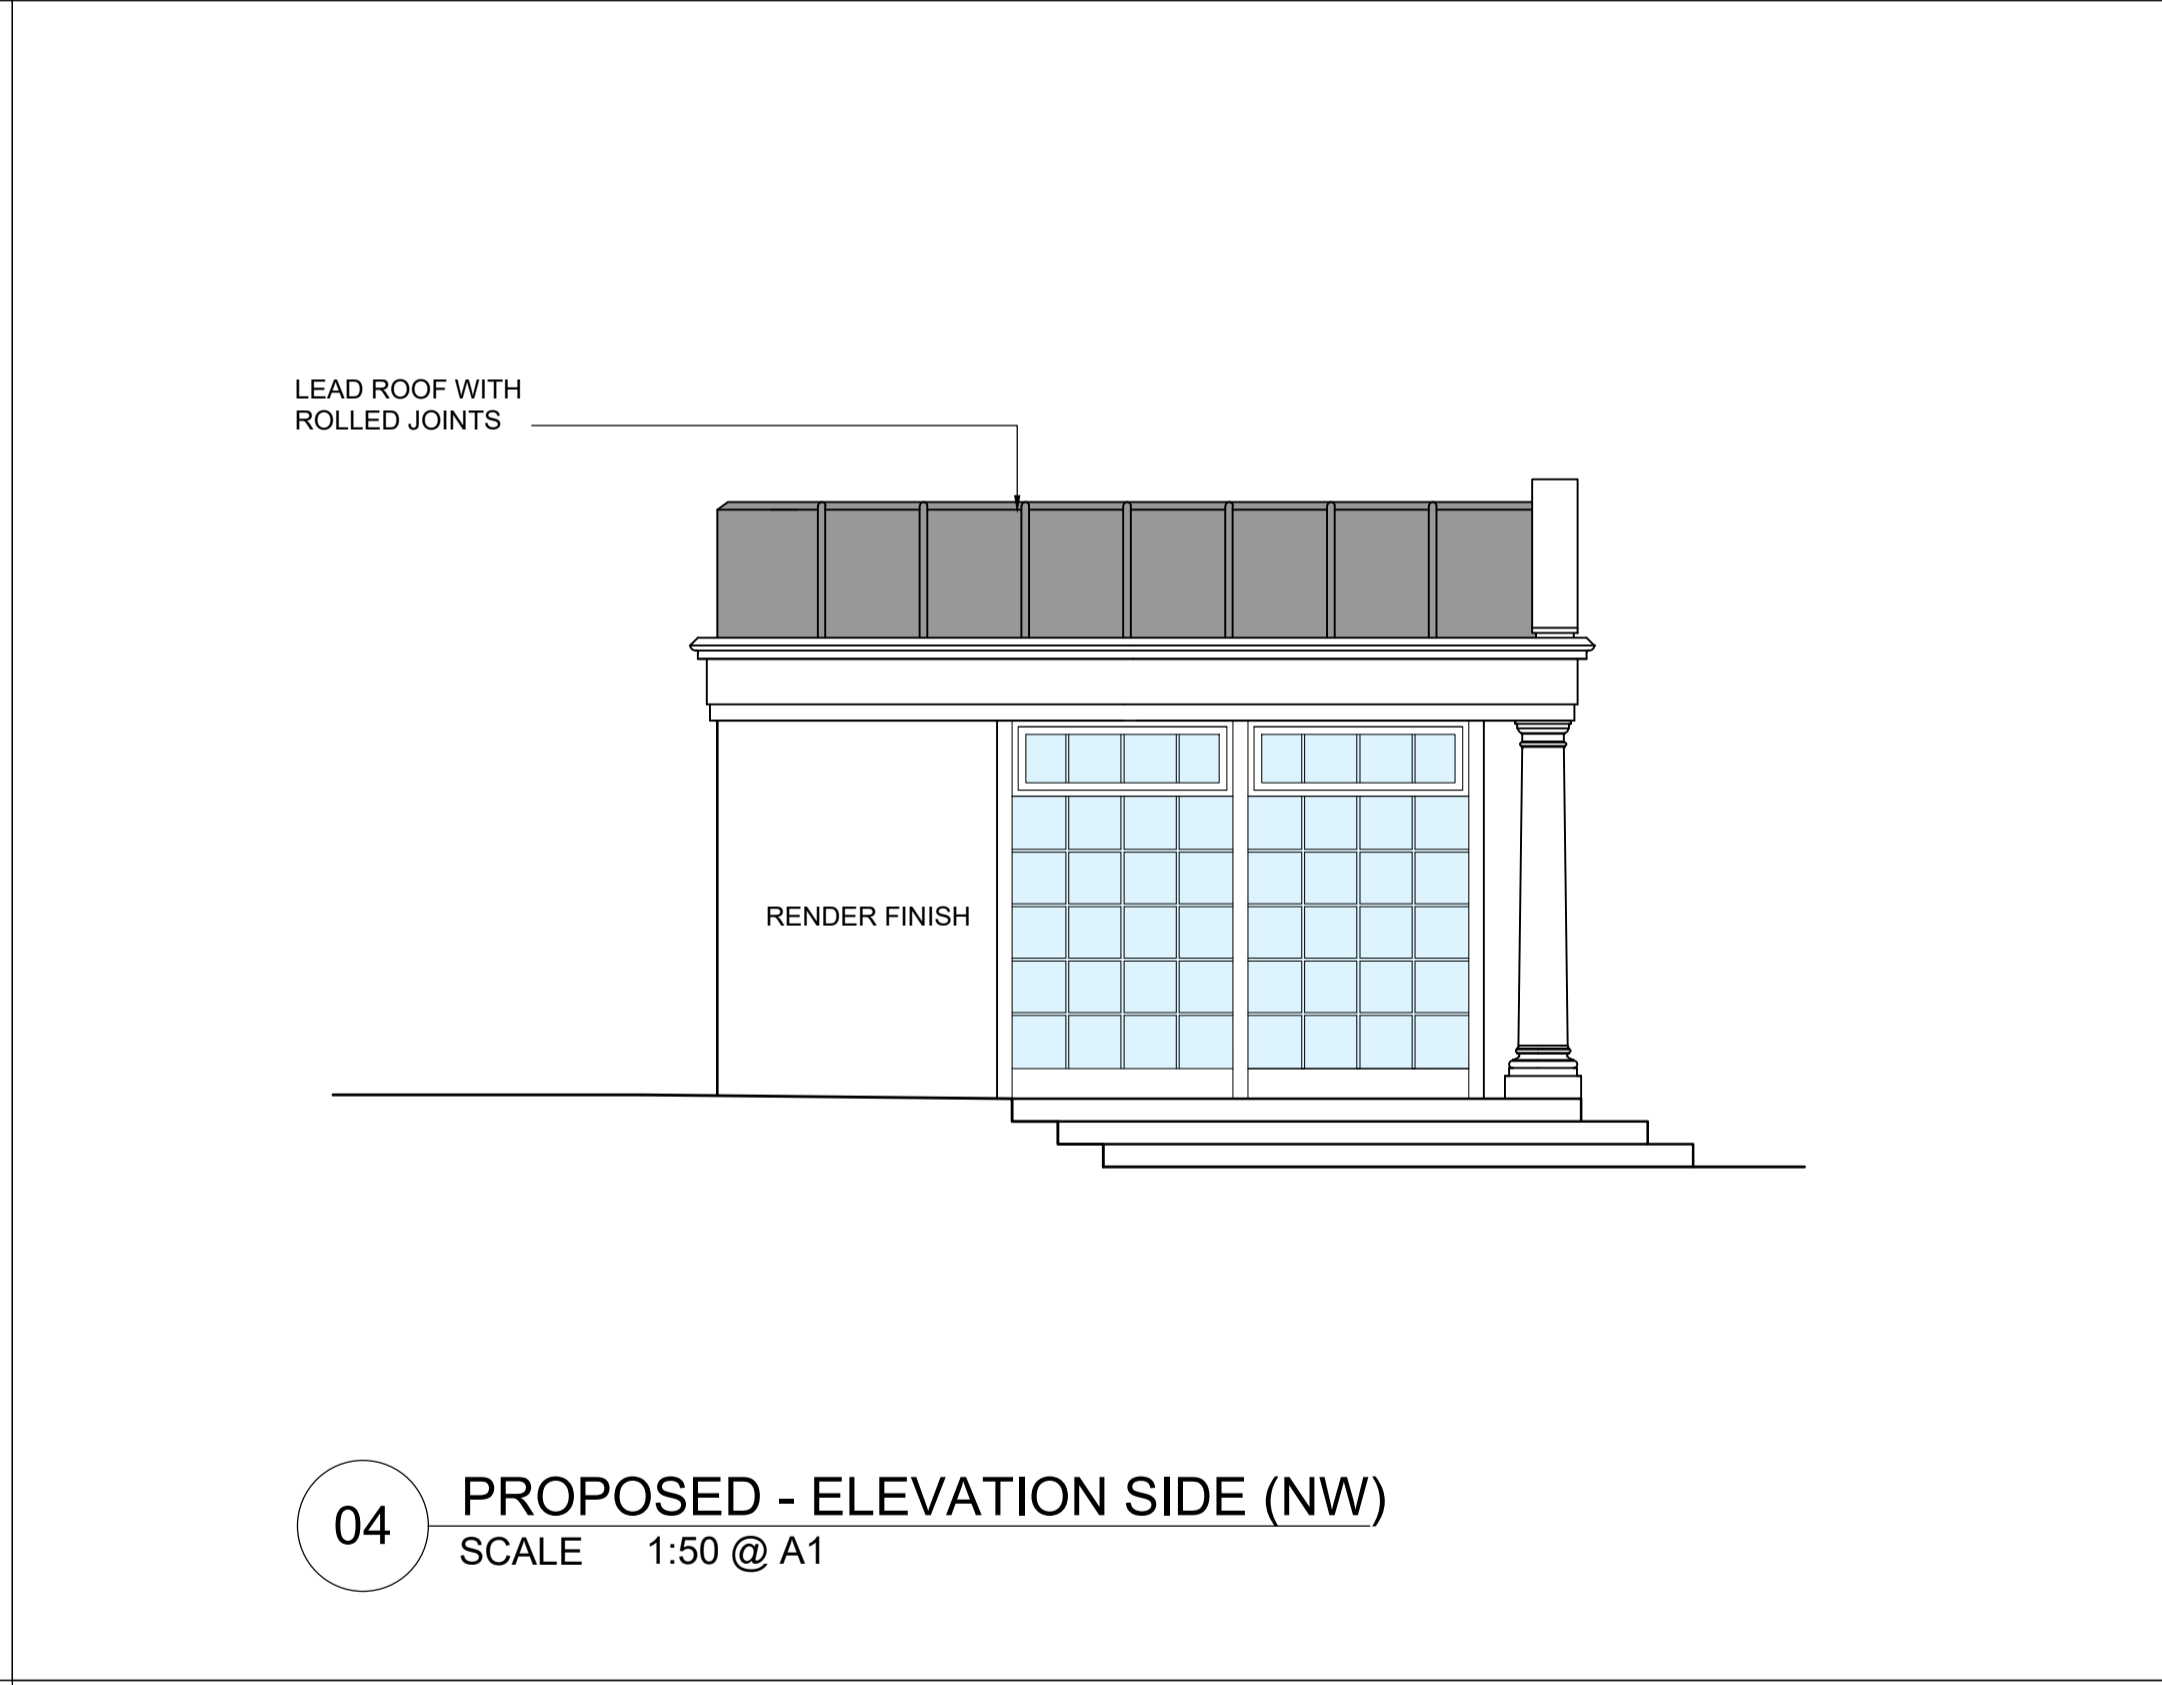 LEAD ROOF WITH
ROLLED JOINTS
RENDER FINISH
04
PROPOSED - ELEVATION SIDE (NW)
SCALE 1:50 @ A1